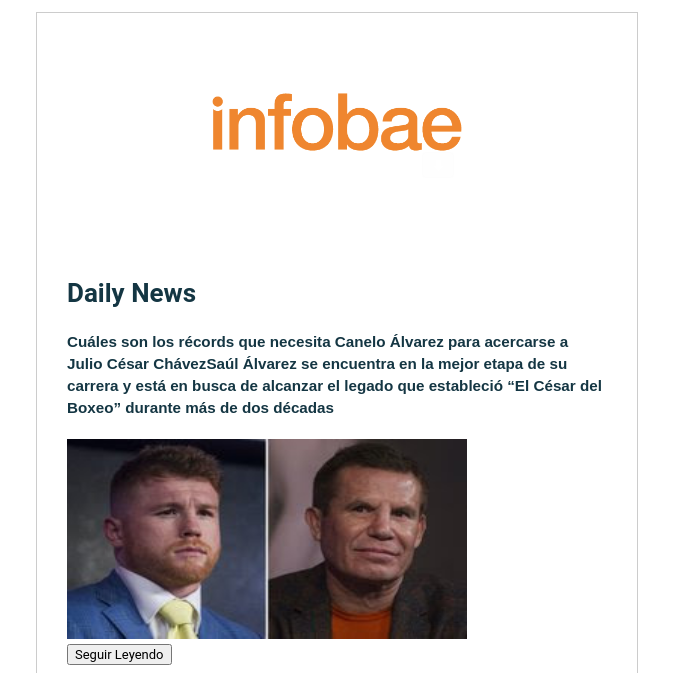 infobae
Daily News
Cuáles son los récords que necesita Canelo Álvarez para acercarse a
Julio César ChávezSaúl Álvarez se encuentra en la mejor etapa de su
carrera y está en busca de alcanzar el legado que estableció “El César del
Boxeo” durante más de dos décadas
Seguir Leyendo